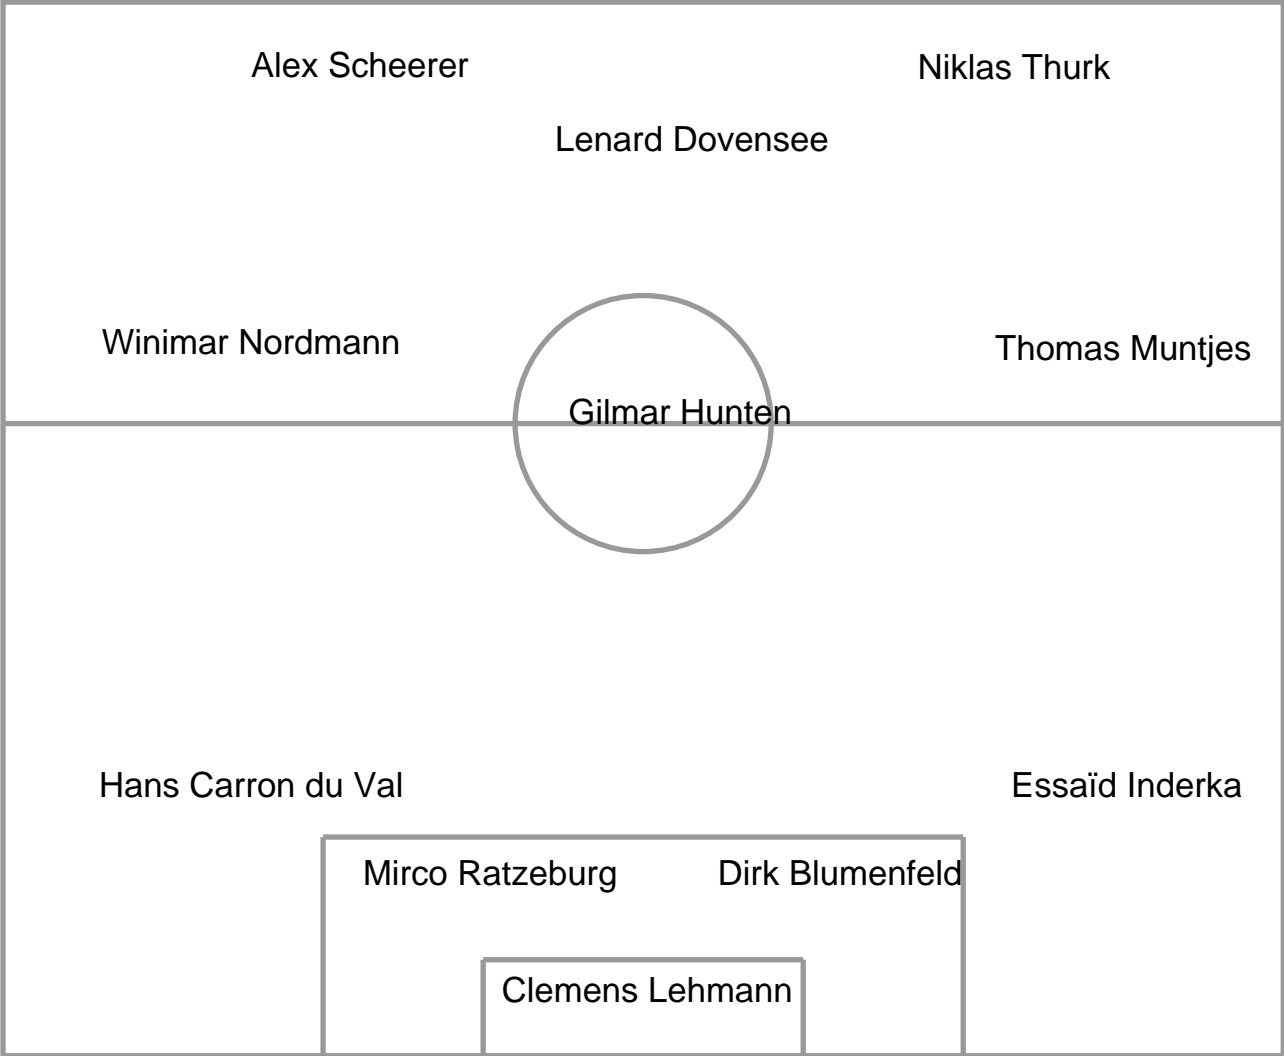 Alex Scheerer
Niklas Thurk
Lenard Dovensee
Winimar Nordmann
Thomas Muntjes
Gilmar Hunten
Hans Carron du Val
Essaïd Inderka
Mirco Ratzeburg
Dirk Blumenfeld
Clemens Lehmann